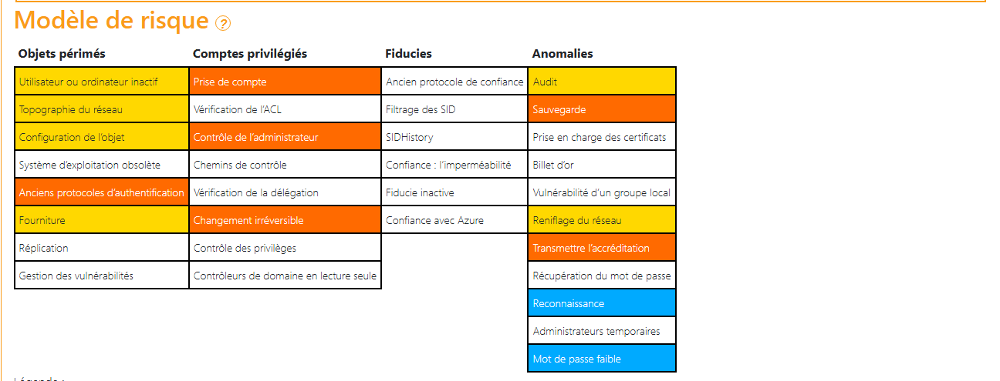 Modèle de risque ?
Objets périmés Comptes privilégiés Fiducies Anomalies
Utilisateur ou ordinateur inactif Prise de compte Ancien protocole de confiance Audit
Topographie du réseau Vérification de l'ACL Filtrage des SID Sauvegarde
Configuration de l'objet Contrôle de l'administrateur SIDHistory Prise en charge des certificats
Système d'exploitation obsolète Chemins de contrôle Confiance : l'imperméabilité Billet d'or
Anciens protocoles d'authentification Vérification de la délégation Fiducie inactive Vulnérabilité d'un groupe local
Fourniture Changement irréversible Confiance avec Azure Reniflage du réseau
Réplication Contrôle des privilèges Transmettre l'accréditation
Gestion des vulnérabilités Contrôleurs de domaine en lecture seule Récupération du mot de passe
Reconnaissance
Administrateurs temporaires
Mot de passe faible
Légende :